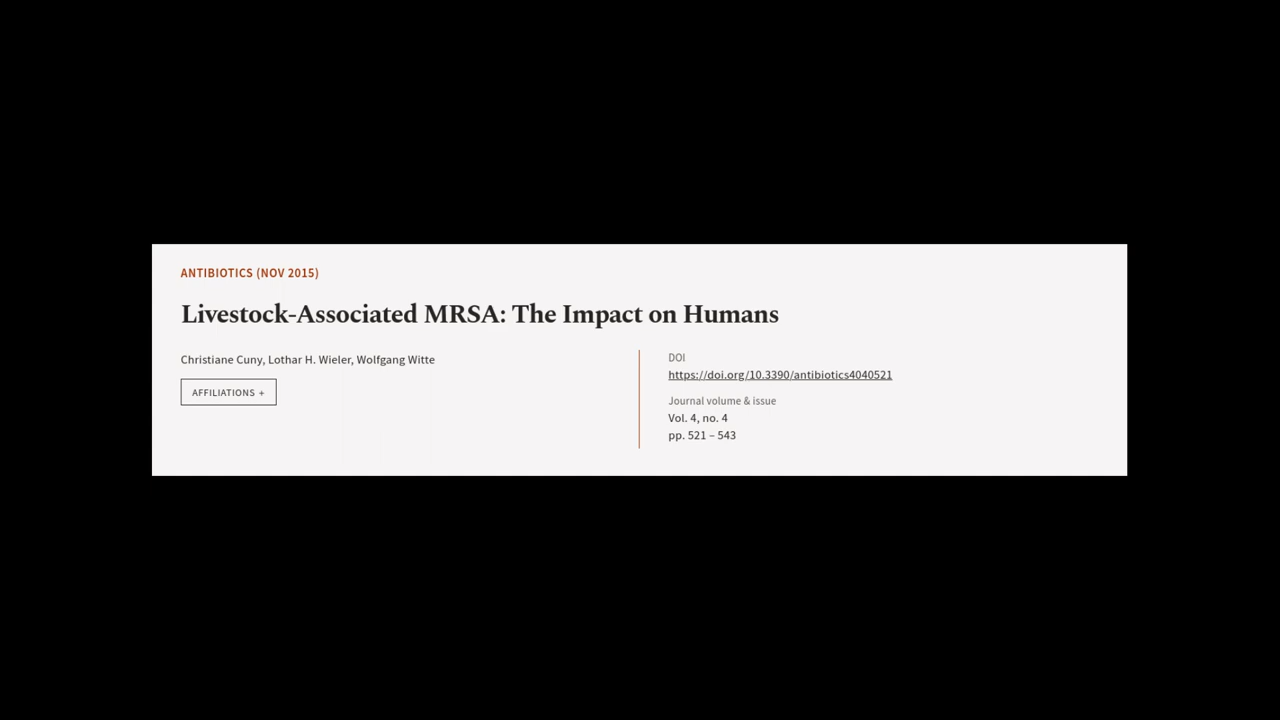 ANTIBIOTICS (NOV 2015)
Livestock-Associated MRSA: The Impact on Humans
Christiane Cuny, Lothar H. Wieler, Wolfgang Witte
AFFILIATIONS +
DOI
https://doi.org/10.3390/antibiotics4040521
Journal volume & issue
Vol. 4, no. 4
pp. 521 – 543